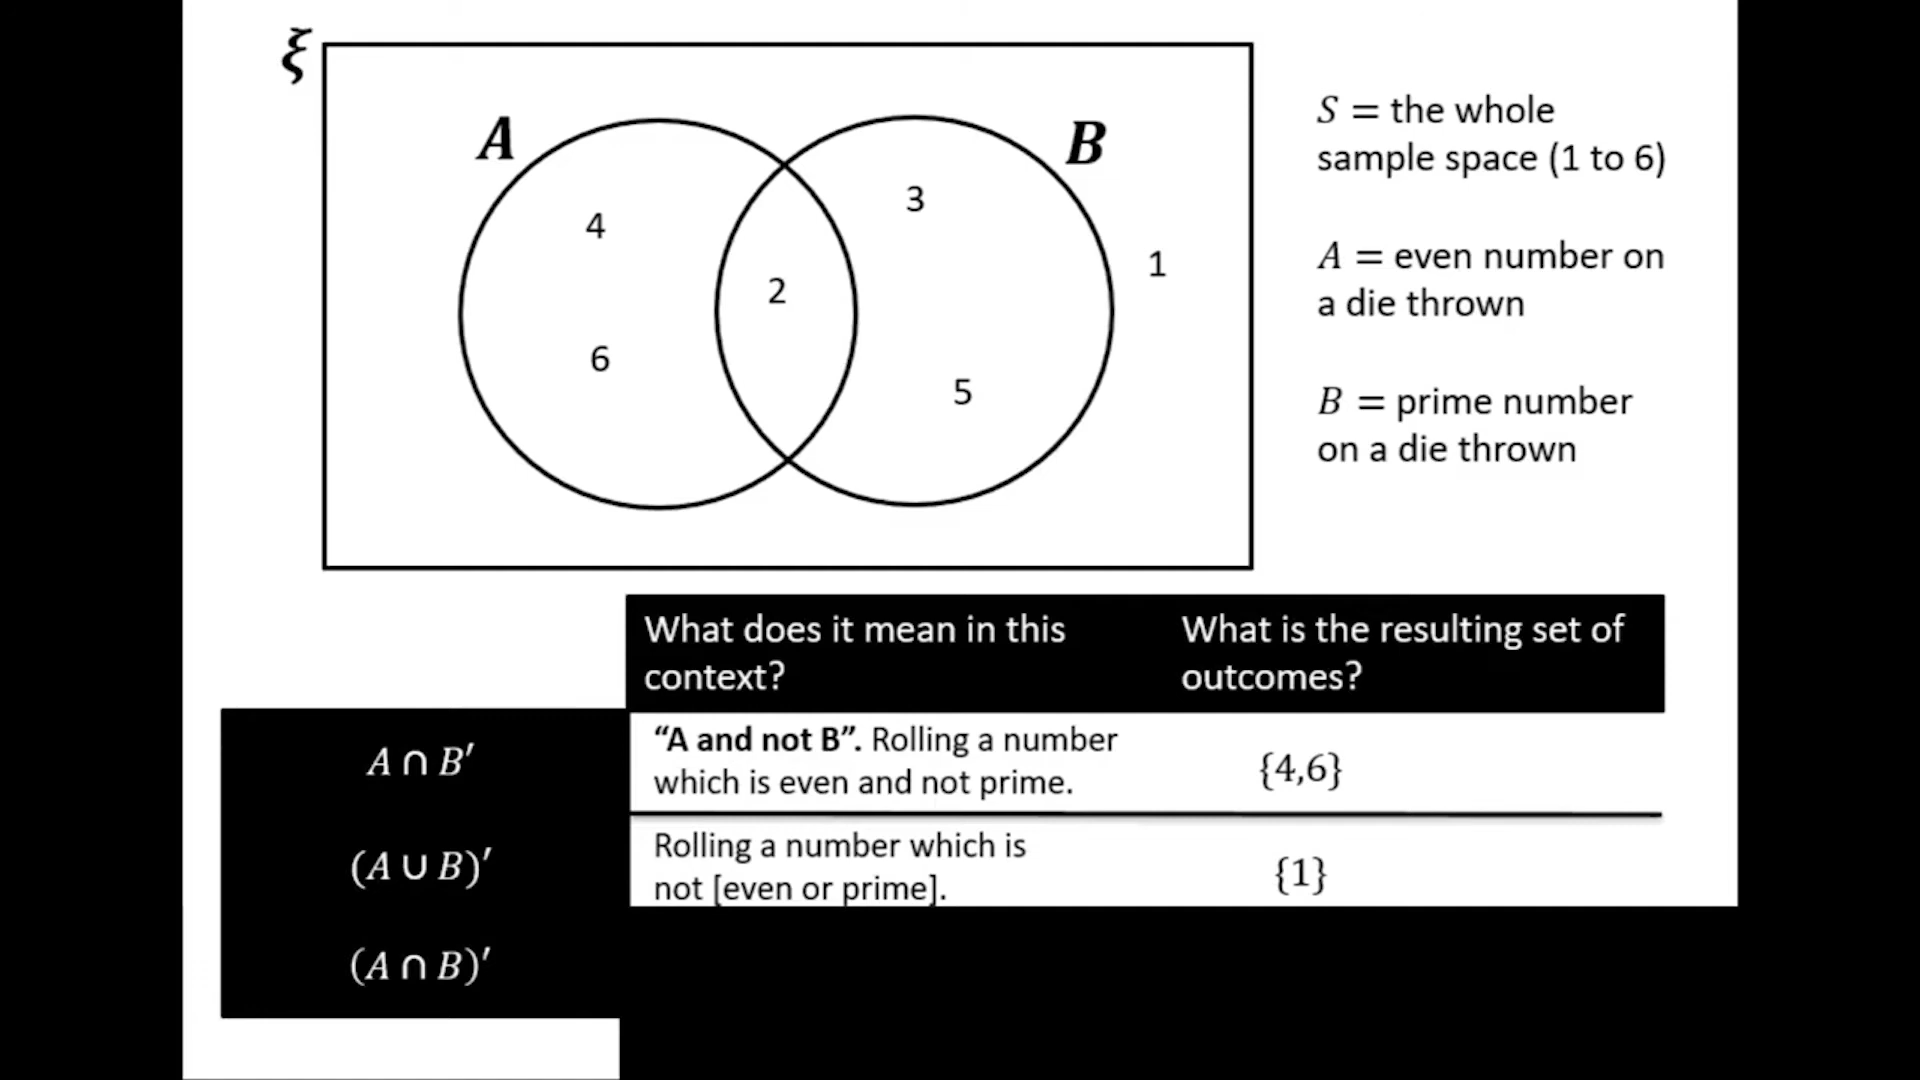 ξ
A
B
4
3
2
1
6
5
S = the whole
sample space (1 to 6)
A = even number on
a die thrown
B = prime number
on a die thrown
What does it mean in this
context?
What is the resulting set of
outcomes?
A ∩ B′
“A and not B”. Rolling a number
which is even and not prime.
{4,6}
(A ∪ B)′
Rolling a number which is
not [even or prime].
{1}
(A ∩ B)′